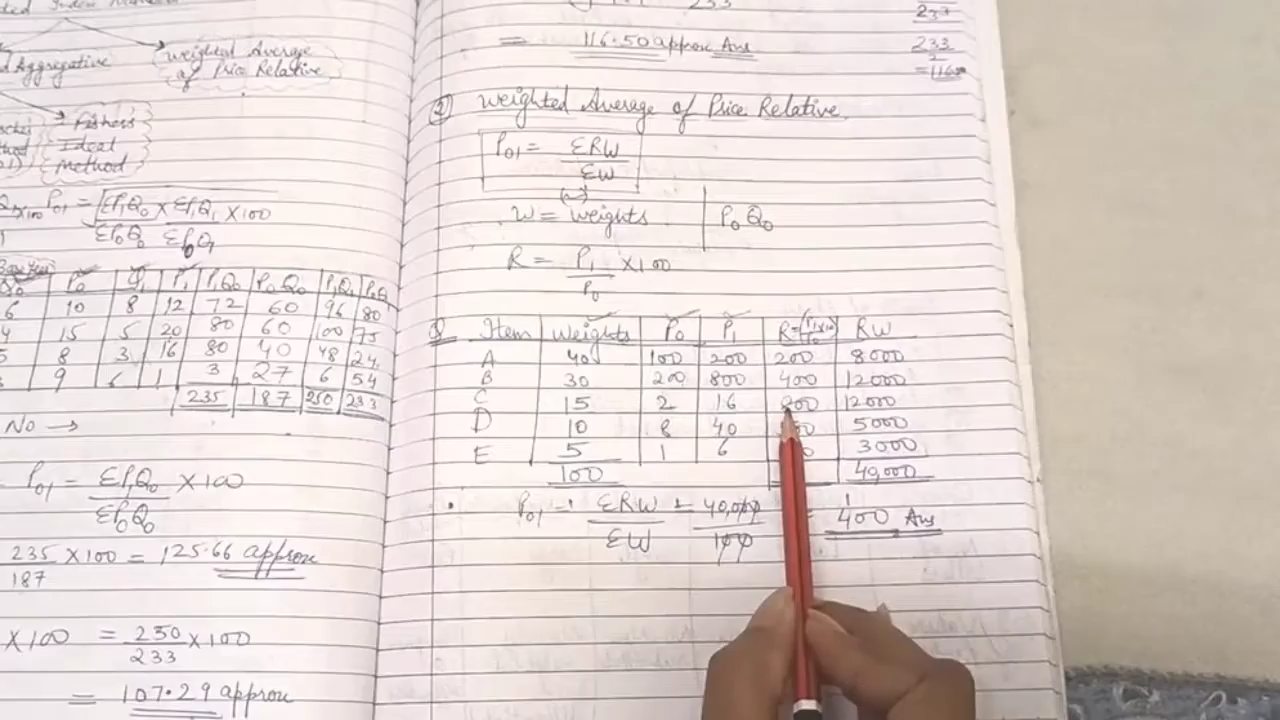 weighted Average
of Price Relative
Aggregative
Fisher's
Ideal
Method
P01 = √ΣP1Q0 × ΣP1Q1 × 100
ΣP0Q0 ΣP0Q1
P0 Q1 P1 P1Q0 P0Q0 P1Q1 P0Q1
6 10 8 12 72 60 96 80
4 15 5 20 80 60 100 75
5 8 3 16 80 40 48 24
9 6 1 3 27 6 54
235 187 250 233
No →
P01 = ΣP1Q0 × 100
ΣP0Q0
235 × 100 = 125.66 approx
187
× 100 = 250 × 100
233
= 107.29 approx
233
= 116.50 approx Ans
233
233
2
= 116.50
② Weighted Average of Price Relative.
P01 = ΣRW
ΣW
W = weights P0Q0
R = P1 × 100
P0
Q Item Weights P0 P1 R=(P1/P0×100) RW
A 40 100 200 200 8000
B 30 200 800 400 12000
C 15 2 16 800 12000
D 10 8 40 5000
E 5 1 6 3000
100 40,000
P01 = ΣRW = 40,000 = 400 Ans
ΣW 100